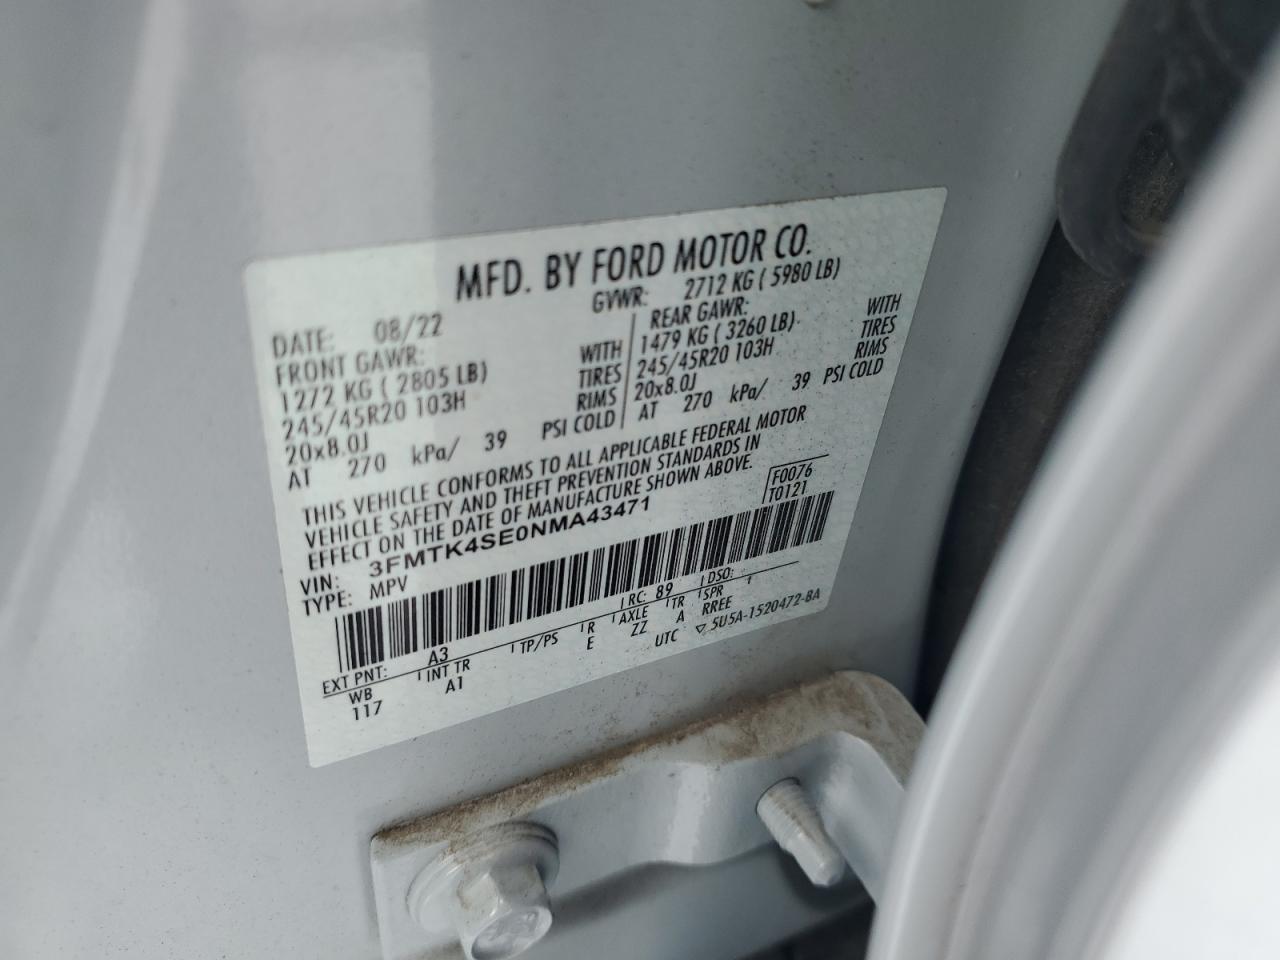 MFD. BY FORD MOTOR CO.
DATE: 08/22 GVWR: 2712 KG ( 5980 LB)
FRONT GAWR: REAR GAWR:
1272 KG ( 2805 LB) WITH 1479 KG ( 3260 LB) WITH
245/45R20 103H TIRES 245/45R20 103H TIRES
20x8.0J RIMS 20x8.0J RIMS
AT 270 kPa/ 39 PSI COLD AT 270 kPa/ 39 PSI COLD
THIS VEHICLE CONFORMS TO ALL APPLICABLE FEDERAL MOTOR
VEHICLE SAFETY AND THEFT PREVENTION STANDARDS IN
EFFECT ON THE DATE OF MANUFACTURE SHOWN ABOVE.
F0076
T0121
VIN: 3FMTK4SE0NMA43471
TYPE: MPV
EXT PNT: A3 RC: 89 DSO:
WB INT TR TP/PS R AXLE TR SPR
117 A1 E ZZ A RREE
UTC ▽ 5U5A-1520472-BA